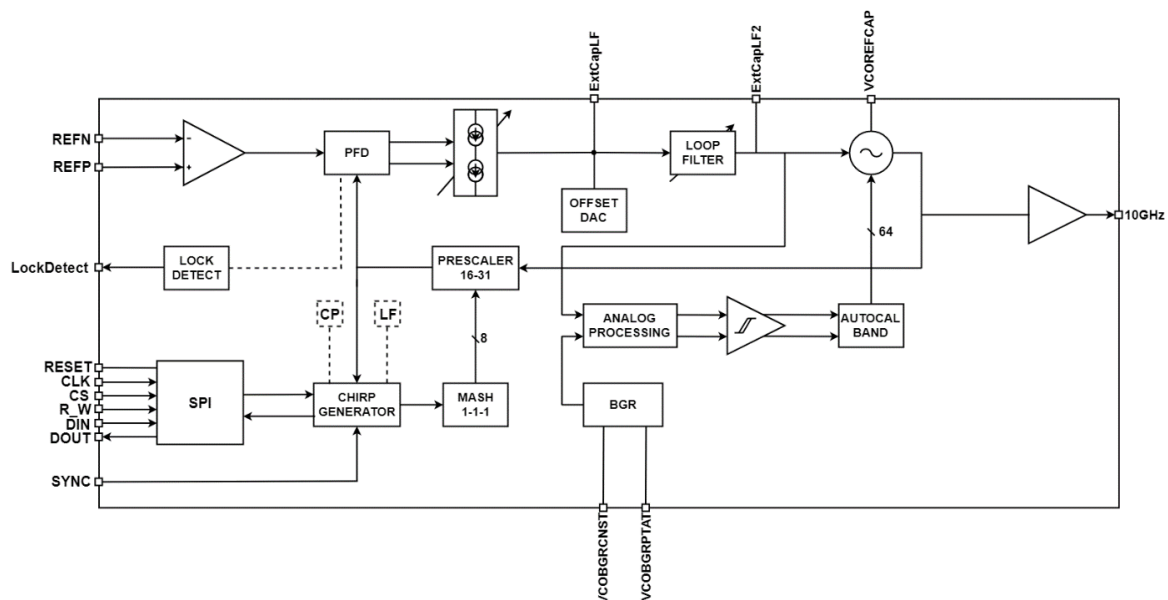 ExtCapLF
ExtCapLF2
VCOREFCAP
REFN
REFP
-
+
PFD
LOOP
FILTER
10GHz
OFFSET
DAC
64
LockDetect
LOCK
DETECT
PRESCALER
16-31
CP
LF
8
ANALOG
PROCESSING
AUTOCAL
BAND
RESET
CLK
CS
R_W
DIN
DOUT
SPI
CHIRP
GENERATOR
MASH
1-1-1
BGR
SYNC
VCOBGRCNST
VCOBGRPTAT